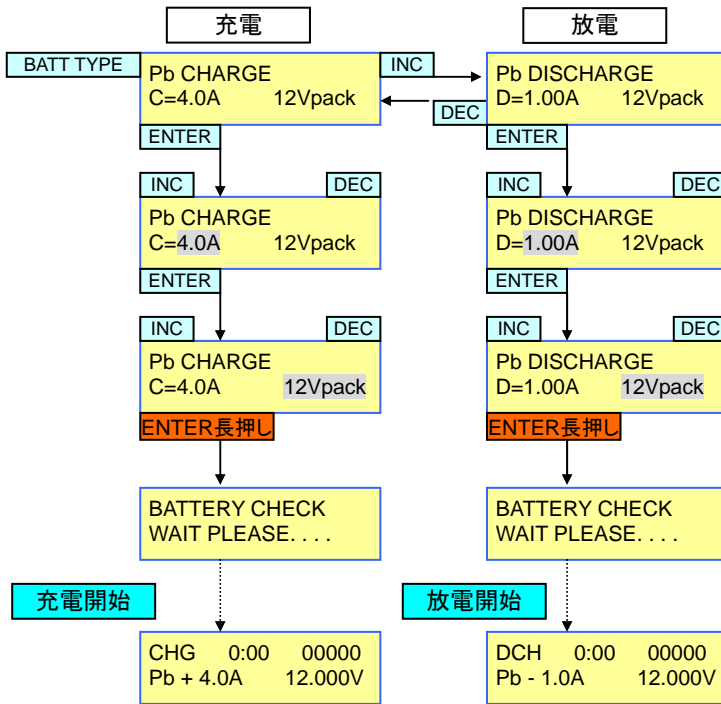 充電
放電
BATT TYPE
Pb CHARGE
C=4.0A 12Vpack
INC
DEC
Pb DISCHARGE
D=1.00A 12Vpack
ENTER
ENTER
INC
DEC
Pb CHARGE
C=4.0A 12Vpack
INC
DEC
Pb DISCHARGE
D=1.00A 12Vpack
ENTER
ENTER
INC
DEC
Pb CHARGE
C=4.0A 12Vpack
INC
DEC
Pb DISCHARGE
D=1.00A 12Vpack
ENTER長押し
ENTER長押し
BATTERY CHECK
WAIT PLEASE. . . .
BATTERY CHECK
WAIT PLEASE. . . .
充電開始
放電開始
CHG 0:00 00000
Pb + 4.0A 12.000V
DCH 0:00 00000
Pb - 1.0A 12.000V